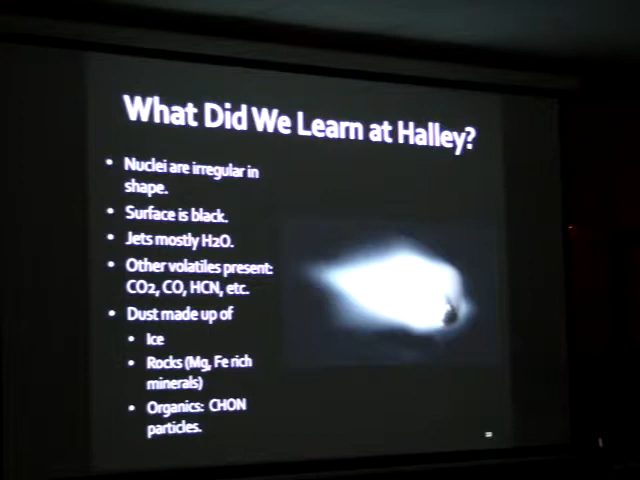 What Did We Learn at Halley?
• Nuclei are irregular in
shape.
• Surface is black.
• Jets mostly H2O.
• Other volatiles present:
CO2, CO, HCN, etc.
• Dust made up of
• Ice
• Rocks (Mg, Fe rich
minerals)
• Organics: CHON
particles.